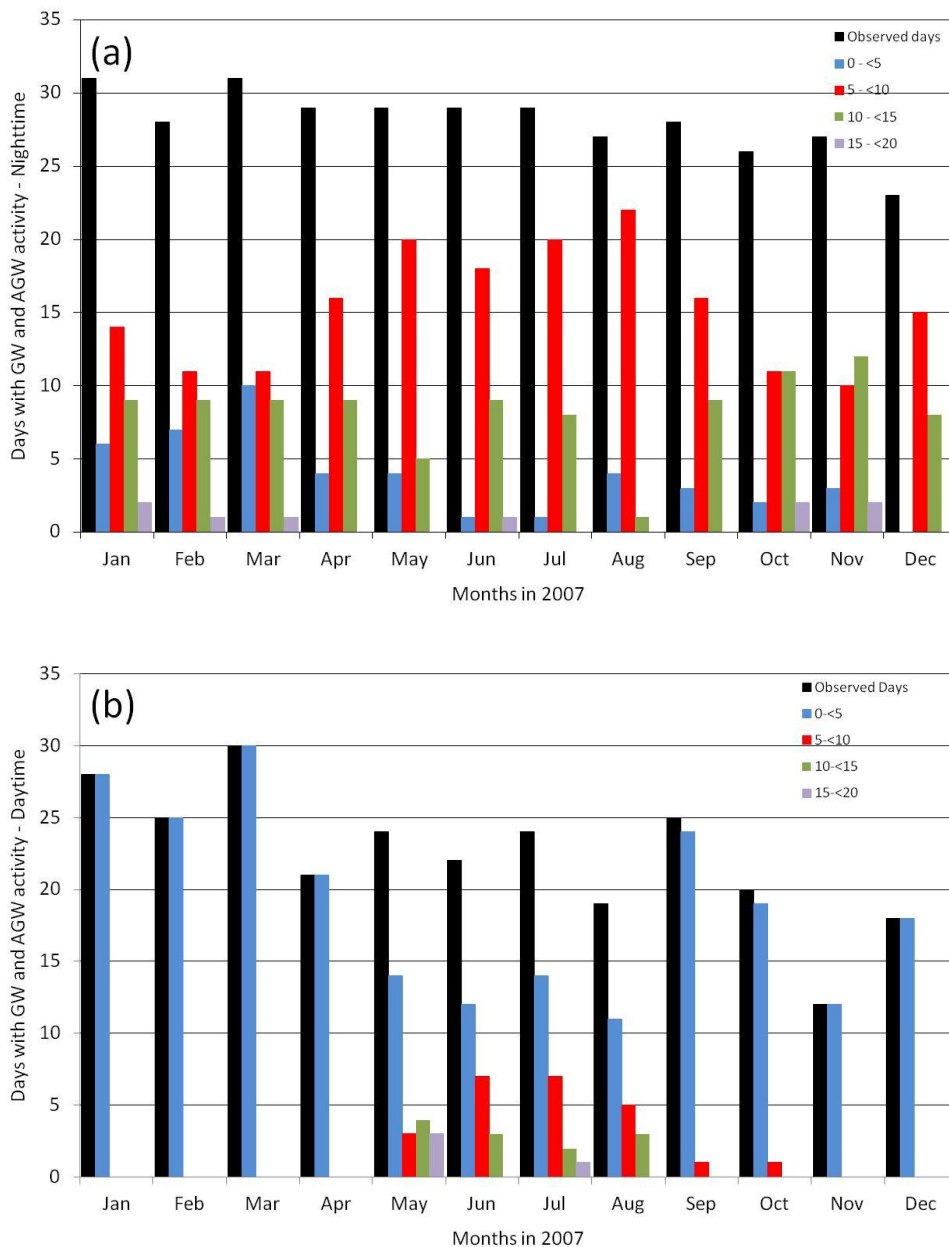 35
30
25
20
15
10
5
0
Days with GW and AGW activity - Nighttime
(a)
Observed days
0 - <5
5 - <10
10 - <15
15 - <20
Jan Feb Mar Apr May Jun Jul Aug Sep Oct Nov Dec
Months in 2007
35
30
25
20
15
10
5
0
Days with GW and AGW activity - Daytime
(b)
Observed Days
0-<5
5-<10
10-<15
15-<20
Jan Feb Mar Apr May Jun Jul Aug Sep Oct Nov Dec
Months in 2007